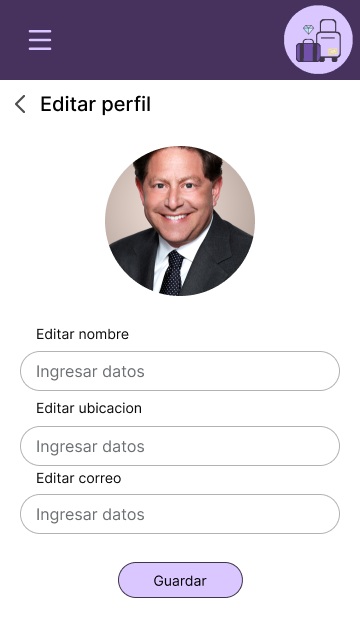 Editar perfil
Editar nombre
Ingresar datos
Editar ubicacion
Ingresar datos
Editar correo
Ingresar datos
Guardar